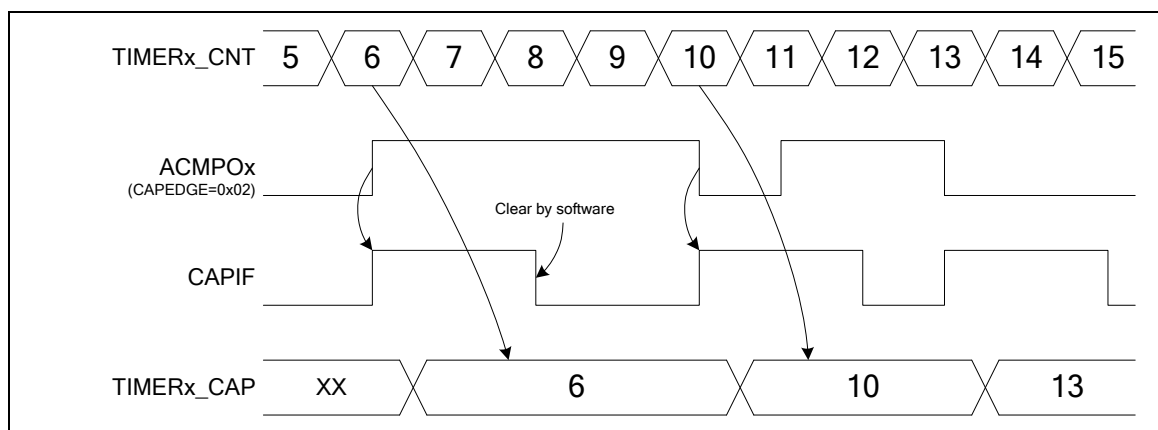 TIMERx_CNT 5 6 7 8 9 10 11 12 13 14 15
ACMPOx
(CAPEDGE=0x02)
Clear by software
CAPIF
TIMERx_CAP XX 6 10 13